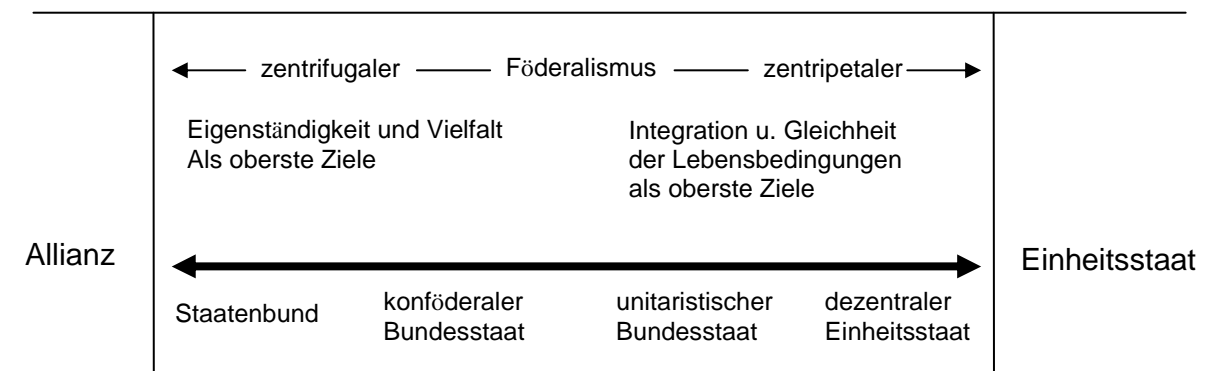 zentrifugaler Föderalismus zentripetaler
Eigenständigkeit und Vielfalt
Als oberste Ziele
Integration u. Gleichheit
der Lebensbedingungen
als oberste Ziele
Allianz
Einheitsstaat
Staatenbund
konföderaler
Bundesstaat
unitaristischer
Bundesstaat
dezentraler
Einheitsstaat